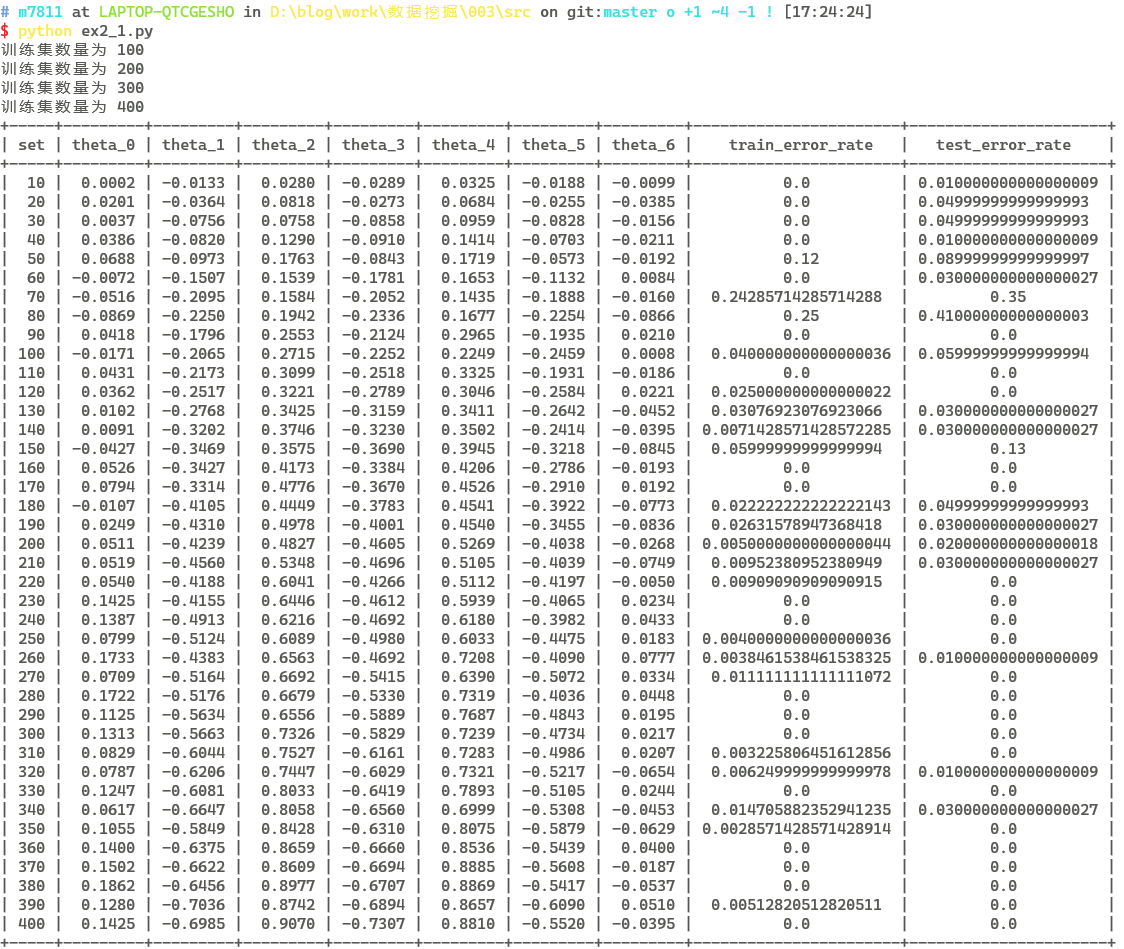 # m7811 at LAPTOP-QTCGESHO in D:\blog\work\数据挖掘\003\src on git:master o +1 ~4 -1 ! [17:24:24]
$ python ex2_1.py
训练集数量为 100
训练集数量为 200
训练集数量为 300
训练集数量为 400
+-----+---------+---------+---------+---------+---------+---------+---------+-----------------------+----------------------+
| set | theta_0 | theta_1 | theta_2 | theta_3 | theta_4 | theta_5 | theta_6 | train_error_rate | test_error_rate |
+-----+---------+---------+---------+---------+---------+---------+---------+-----------------------+----------------------+
| 10 | 0.0002 | -0.0133 | 0.0280 | -0.0289 | 0.0325 | -0.0188 | -0.0099 | 0.0 | 0.010000000000000009 |
| 20 | 0.0201 | -0.0364 | 0.0818 | -0.0273 | 0.0684 | -0.0255 | -0.0385 | 0.0 | 0.04999999999999993 |
| 30 | 0.0037 | -0.0756 | 0.0758 | -0.0858 | 0.0959 | -0.0828 | -0.0156 | 0.0 | 0.04999999999999993 |
| 40 | 0.0386 | -0.0820 | 0.1290 | -0.0910 | 0.1414 | -0.0703 | -0.0211 | 0.0 | 0.010000000000000009 |
| 50 | 0.0688 | -0.0973 | 0.1763 | -0.0843 | 0.1719 | -0.0573 | -0.0192 | 0.12 | 0.08999999999999997 |
| 60 | -0.0072 | -0.1507 | 0.1539 | -0.1781 | 0.1653 | -0.1132 | 0.0084 | 0.0 | 0.030000000000000027 |
| 70 | -0.0516 | -0.2095 | 0.1584 | -0.2052 | 0.1435 | -0.1888 | -0.0160 | 0.24285714285714288 | 0.35 |
| 80 | -0.0869 | -0.2250 | 0.1942 | -0.2336 | 0.1677 | -0.2254 | -0.0866 | 0.25 | 0.41000000000000003 |
| 90 | 0.0418 | -0.1796 | 0.2553 | -0.2124 | 0.2965 | -0.1935 | 0.0210 | 0.0 | 0.0 |
| 100 | -0.0171 | -0.2065 | 0.2715 | -0.2252 | 0.2249 | -0.2459 | 0.0008 | 0.040000000000000036 | 0.05999999999999994 |
| 110 | 0.0431 | -0.2173 | 0.3099 | -0.2518 | 0.3325 | -0.1931 | -0.0186 | 0.0 | 0.0 |
| 120 | 0.0362 | -0.2517 | 0.3221 | -0.2789 | 0.3046 | -0.2584 | 0.0221 | 0.025000000000000022 | 0.0 |
| 130 | 0.0102 | -0.2768 | 0.3425 | -0.3159 | 0.3411 | -0.2642 | -0.0452 | 0.03076923076923066 | 0.030000000000000027 |
| 140 | 0.0091 | -0.3202 | 0.3746 | -0.3230 | 0.3502 | -0.2414 | -0.0395 | 0.0071428571428572285 | 0.030000000000000027 |
| 150 | -0.0427 | -0.3469 | 0.3575 | -0.3690 | 0.3945 | -0.3218 | -0.0845 | 0.05999999999999994 | 0.13 |
| 160 | 0.0526 | -0.3427 | 0.4173 | -0.3384 | 0.4206 | -0.2786 | -0.0193 | 0.0 | 0.0 |
| 170 | 0.0794 | -0.3314 | 0.4776 | -0.3670 | 0.4526 | -0.2910 | 0.0192 | 0.0 | 0.0 |
| 180 | -0.0107 | -0.4105 | 0.4449 | -0.3783 | 0.4541 | -0.3922 | -0.0773 | 0.022222222222222143 | 0.04999999999999993 |
| 190 | 0.0249 | -0.4310 | 0.4978 | -0.4001 | 0.4540 | -0.3455 | -0.0836 | 0.02631578947368418 | 0.030000000000000027 |
| 200 | 0.0511 | -0.4239 | 0.4827 | -0.4605 | 0.5269 | -0.4038 | -0.0268 | 0.0050000000000000044 | 0.020000000000000018 |
| 210 | 0.0519 | -0.4560 | 0.5348 | -0.4696 | 0.5105 | -0.4039 | -0.0749 | 0.00952380952380949 | 0.030000000000000027 |
| 220 | 0.0540 | -0.4188 | 0.6041 | -0.4266 | 0.5112 | -0.4197 | -0.0050 | 0.00909090909090915 | 0.0 |
| 230 | 0.1425 | -0.4155 | 0.6446 | -0.4612 | 0.5939 | -0.4065 | 0.0234 | 0.0 | 0.0 |
| 240 | 0.1387 | -0.4913 | 0.6216 | -0.4692 | 0.6180 | -0.3982 | 0.0433 | 0.0 | 0.0 |
| 250 | 0.0799 | -0.5124 | 0.6089 | -0.4980 | 0.6033 | -0.4475 | 0.0183 | 0.0040000000000000036 | 0.0 |
| 260 | 0.1733 | -0.4383 | 0.6563 | -0.4692 | 0.7208 | -0.4090 | 0.0777 | 0.0038461538461538325 | 0.010000000000000009 |
| 270 | 0.0709 | -0.5164 | 0.6692 | -0.5415 | 0.6390 | -0.5072 | 0.0334 | 0.011111111111111072 | 0.0 |
| 280 | 0.1722 | -0.5176 | 0.6679 | -0.5330 | 0.7319 | -0.4036 | 0.0448 | 0.0 | 0.0 |
| 290 | 0.1125 | -0.5634 | 0.6556 | -0.5889 | 0.7687 | -0.4843 | 0.0195 | 0.0 | 0.0 |
| 300 | 0.1313 | -0.5663 | 0.7326 | -0.5829 | 0.7239 | -0.4734 | 0.0217 | 0.0 | 0.0 |
| 310 | 0.0829 | -0.6044 | 0.7527 | -0.6161 | 0.7283 | -0.4986 | 0.0207 | 0.003225806451612856 | 0.0 |
| 320 | 0.0787 | -0.6206 | 0.7447 | -0.6029 | 0.7321 | -0.5217 | -0.0654 | 0.006249999999999978 | 0.010000000000000009 |
| 330 | 0.1247 | -0.6081 | 0.8033 | -0.6419 | 0.7893 | -0.5105 | 0.0244 | 0.0 | 0.0 |
| 340 | 0.0617 | -0.6647 | 0.8058 | -0.6560 | 0.6999 | -0.5308 | -0.0453 | 0.014705882352941235 | 0.030000000000000027 |
| 350 | 0.1055 | -0.5849 | 0.8428 | -0.6310 | 0.8075 | -0.5879 | -0.0629 | 0.0028571428571428914 | 0.0 |
| 360 | 0.1400 | -0.6375 | 0.8659 | -0.6660 | 0.8536 | -0.5439 | 0.0400 | 0.0 | 0.0 |
| 370 | 0.1502 | -0.6622 | 0.8609 | -0.6694 | 0.8885 | -0.5608 | -0.0187 | 0.0 | 0.0 |
| 380 | 0.1862 | -0.6456 | 0.8977 | -0.6707 | 0.8869 | -0.5417 | -0.0537 | 0.0 | 0.0 |
| 390 | 0.1280 | -0.7036 | 0.8742 | -0.6894 | 0.8657 | -0.6090 | 0.0510 | 0.00512820512820511 | 0.0 |
| 400 | 0.1425 | -0.6985 | 0.9070 | -0.7307 | 0.8810 | -0.5520 | -0.0395 | 0.0 | 0.0 |
+-----+---------+---------+---------+---------+---------+---------+---------+-----------------------+----------------------+